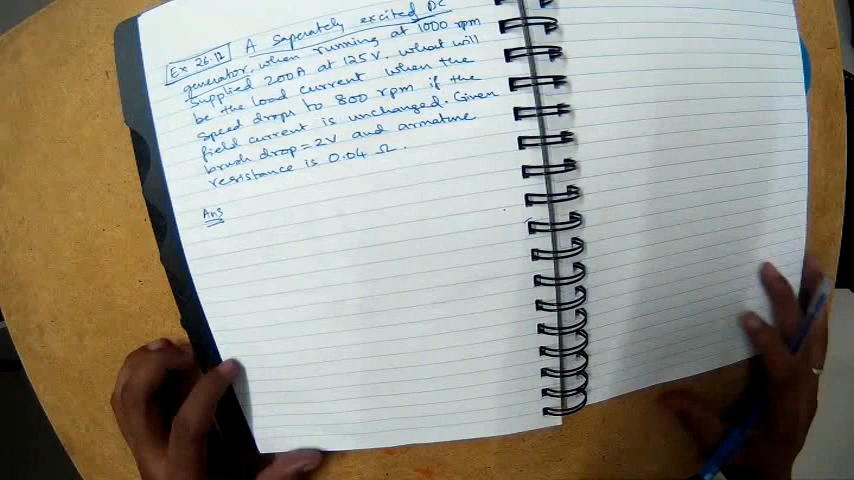 Ex 26.12 A seperately excited DC
generator, when running at 1000 rpm
supplied 200A at 125V. What will
be the load current when the
speed drops to 800 rpm if the
field current is unchanged. Given
brush drop = 2V and armature
resistance is 0.04 Ω.
Ans